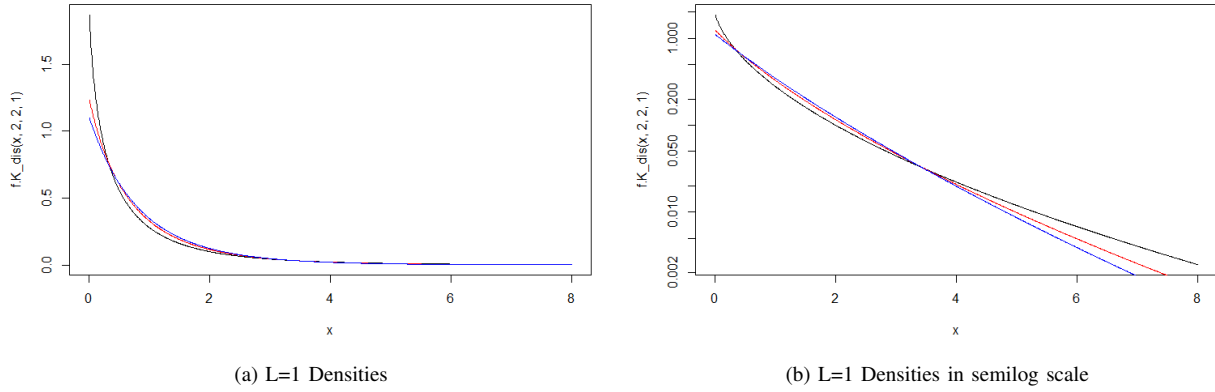 f.K_dis(x, 2, 2, 1)
1.5
1.0
0.5
0.0
0 2 4 6 8
x
(a) L=1 Densities
f.K_dis(x, 2, 2, 1)
1.000
0.200
0.050
0.010
0.002
0 2 4 6 8
x
(b) L=1 Densities in semilog scale